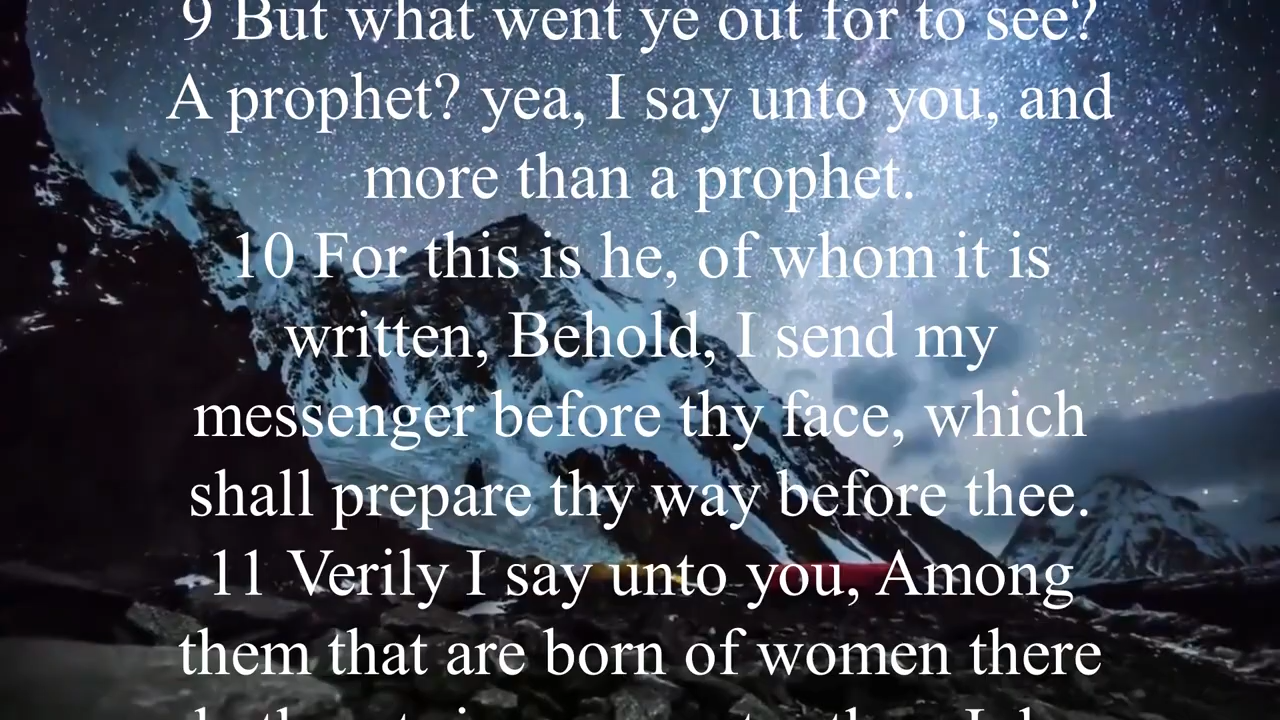 9 But what went ye out for to see?
A prophet? yea, I say unto you, and
more than a prophet.
10 For this is he, of whom it is
written, Behold, I send my
messenger before thy face, which
shall prepare thy way before thee.
11 Verily I say unto you, Among
them that are born of women there